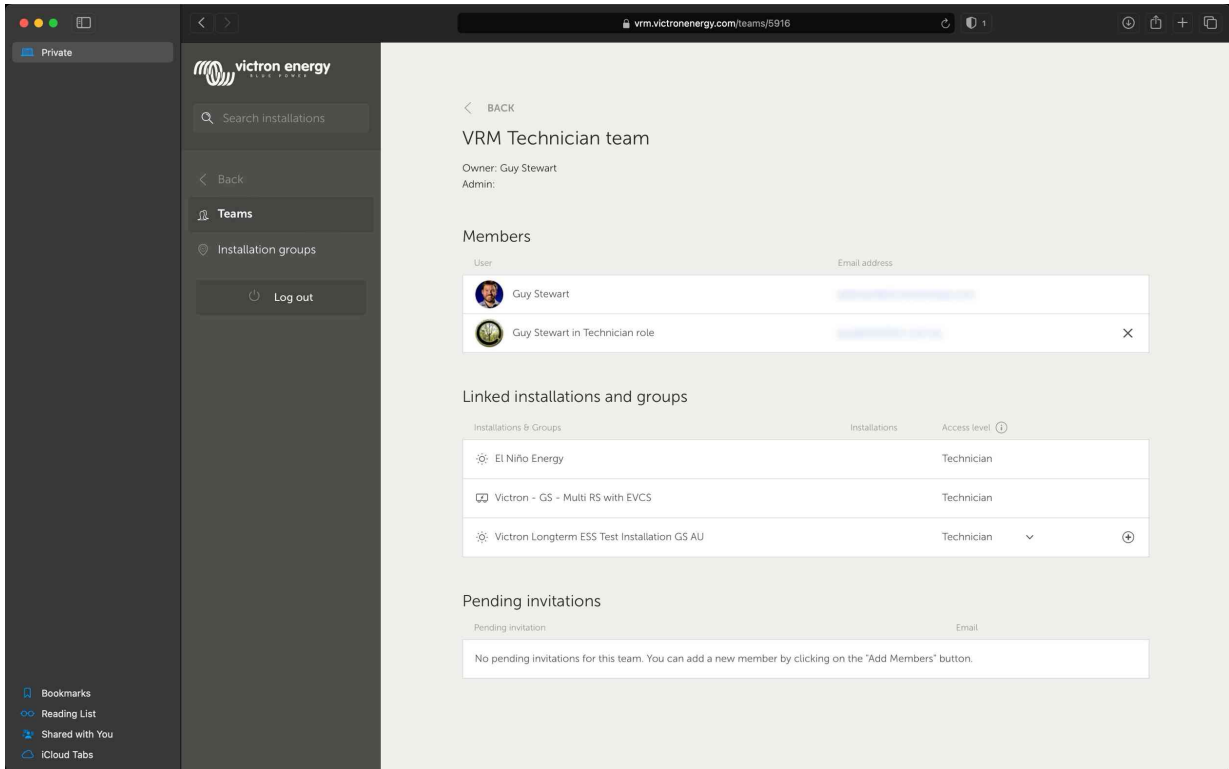 Private
vrm.victronenergy.com/teams/5916
1
victron energy
BLUE POWER
Search installations
Back
Teams
Installation groups
Log out
BACK
VRM Technician team
Owner: Guy Stewart
Admin:
Members
User Email address
Guy Stewart
Guy Stewart in Technician role
Linked installations and groups
Installations & Groups Installations Access level
El Niño Energy Technician
Victron - GS - Multi RS with EVCS Technician
Victron Longterm ESS Test Installation GS AU Technician
Pending invitations
Pending invitation Email
No pending invitations for this team. You can add a new member by clicking on the "Add Members" button.
Bookmarks
Reading List
Shared with You
iCloud Tabs